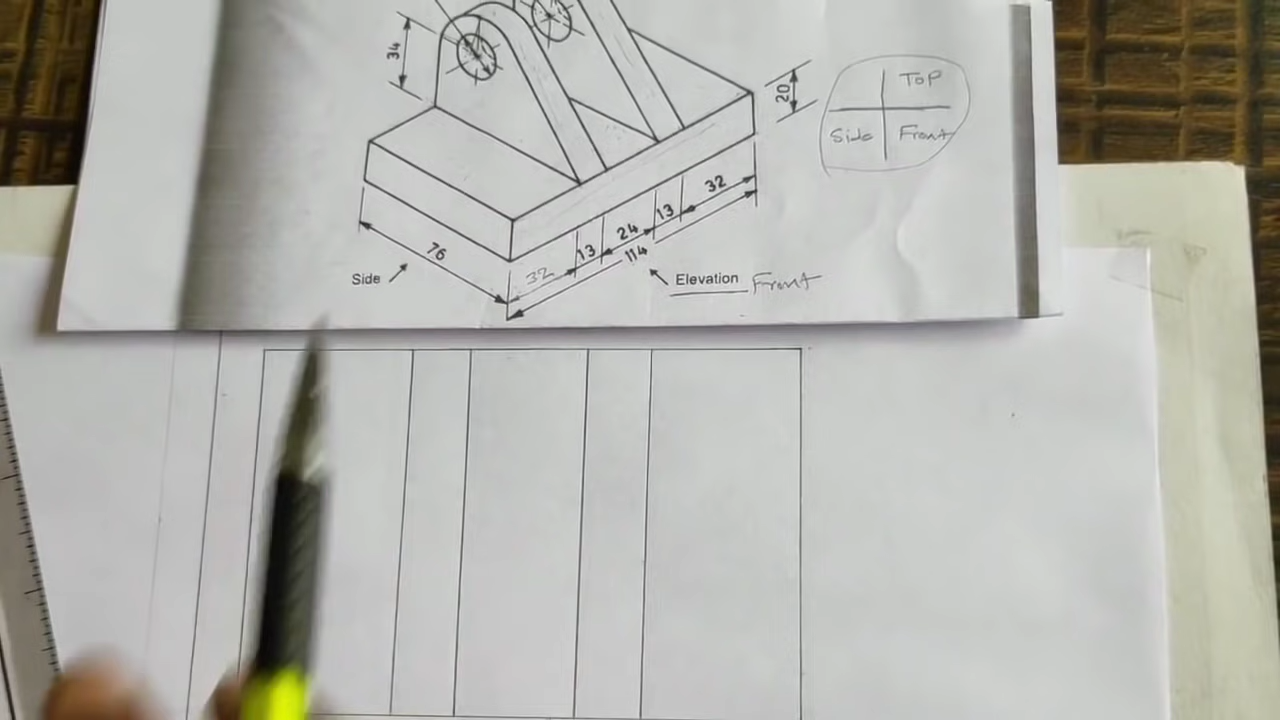 34
20
TOP
Side Front
32
13
24
13
114
32
76
Side
Elevation Front